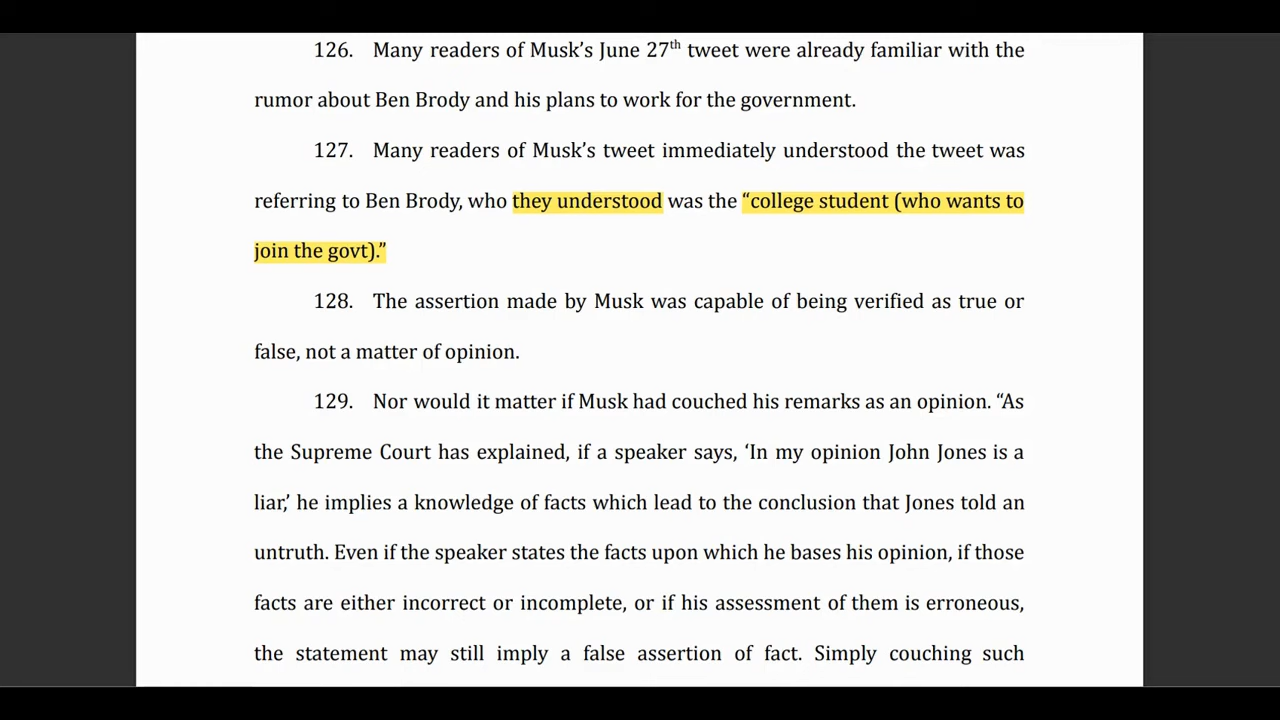 126. Many readers of Musk’s June 27th tweet were already familiar with the
rumor about Ben Brody and his plans to work for the government.
127. Many readers of Musk’s tweet immediately understood the tweet was
referring to Ben Brody, who they understood was the “college student (who wants to
join the govt).”
128. The assertion made by Musk was capable of being verified as true or
false, not a matter of opinion.
129. Nor would it matter if Musk had couched his remarks as an opinion. “As
the Supreme Court has explained, if a speaker says, ‘In my opinion John Jones is a
liar,’ he implies a knowledge of facts which lead to the conclusion that Jones told an
untruth. Even if the speaker states the facts upon which he bases his opinion, if those
facts are either incorrect or incomplete, or if his assessment of them is erroneous,
the statement may still imply a false assertion of fact. Simply couching such